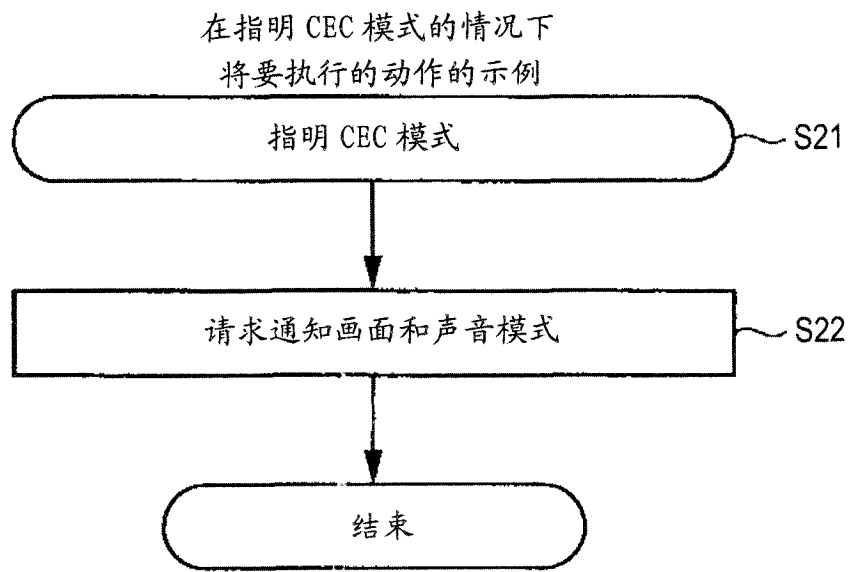 在指明 CEC 模式的情况下
将要执行的动作的示例
指明 CEC 模式
S21
请求通知画面和声音模式
S22
结束